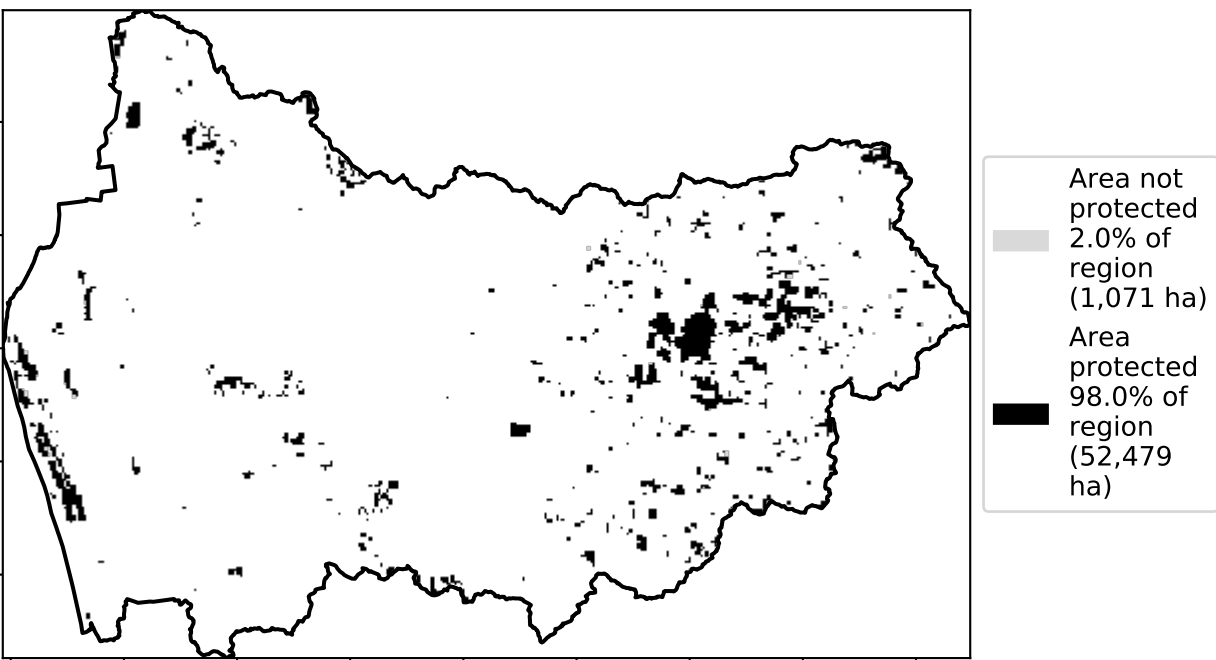 Area not
protected
2.0% of
region
(1,071 ha)
Area
protected
98.0% of
region
(52,479
ha)